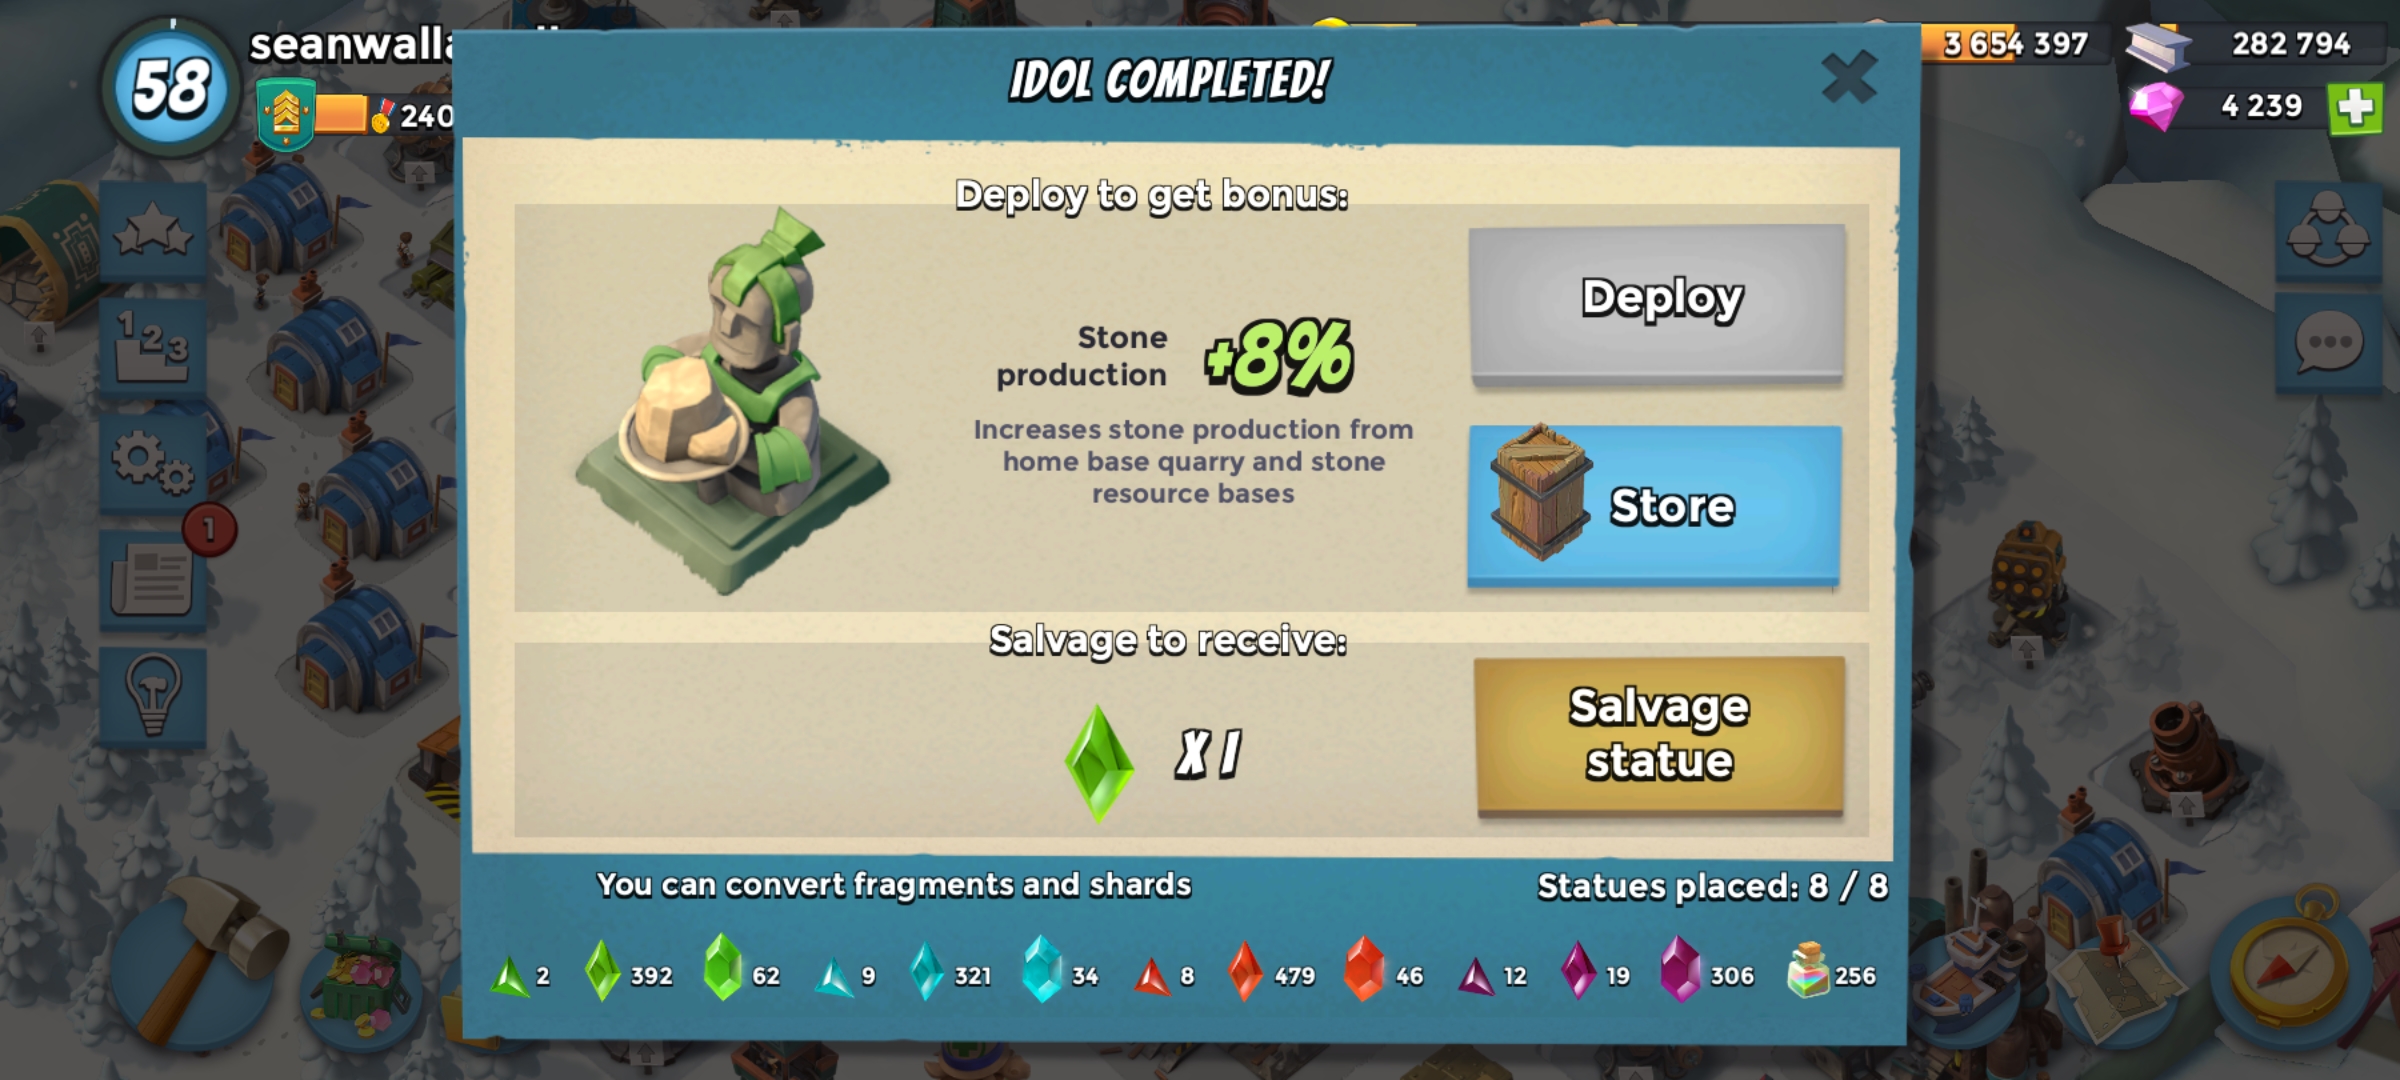 58
IDOL COMPLETED!
3 654 397
282 794
240
4 239
Deploy to get bonus:
Deploy
Stone
production
+8%
Increases stone production from
home base quarry and stone
resource bases
Store
1 2 3
1
Salvage to receive:
X 1
Salvage
statue
You can convert fragments and shards
Statues placed: 8 / 8
2 392 62 9 321 34 8 479 46 12 19 306 256